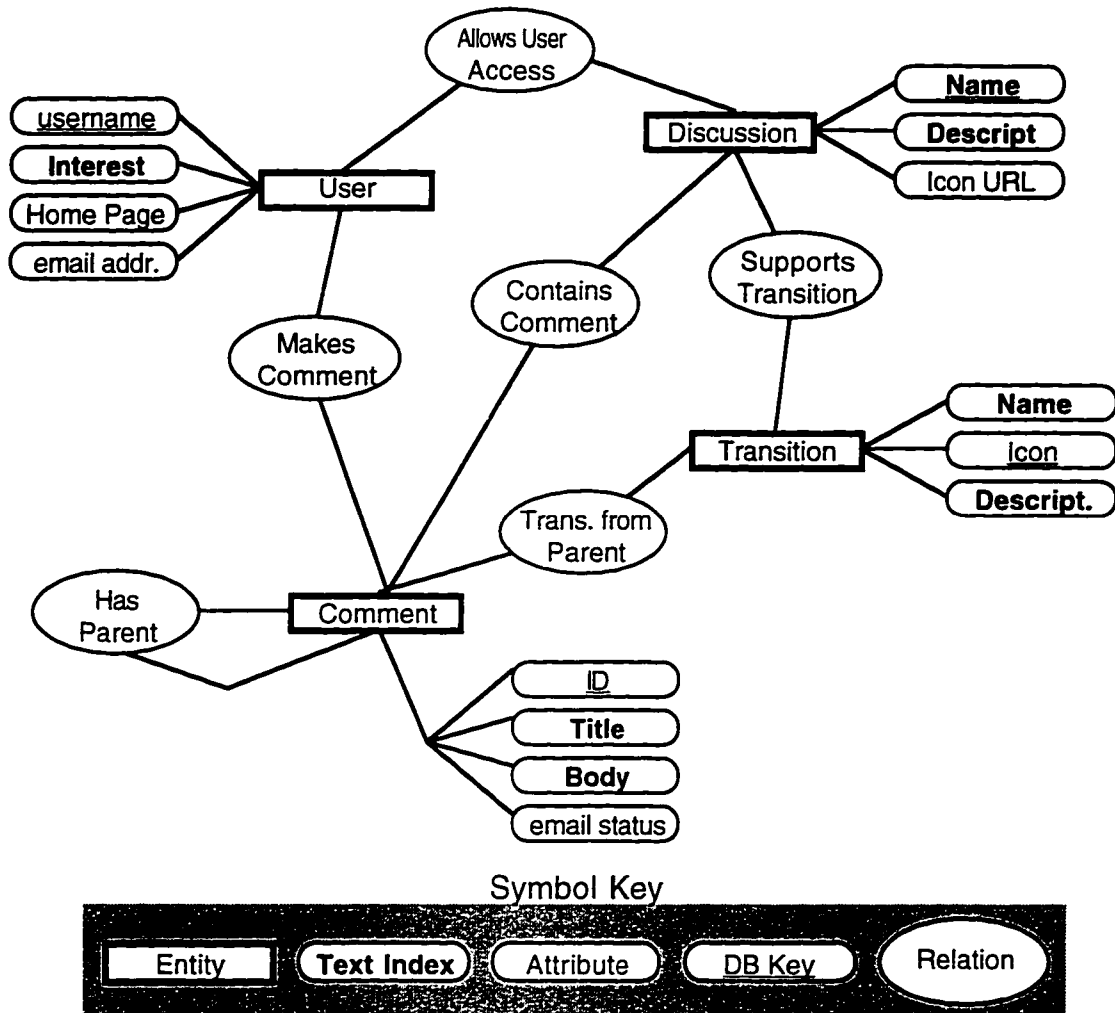 Allows User
Access
username
Interest
Home Page
email addr.
User
Discussion
Name
Descript
Icon URL
Makes
Comment
Contains
Comment
Supports
Transition
Transition
Name
icon
Descript.
Trans. from
Parent
Has
Parent
Comment
ID
Title
Body
email status
Symbol Key
Entity
Text Index
Attribute
DB Key
Relation